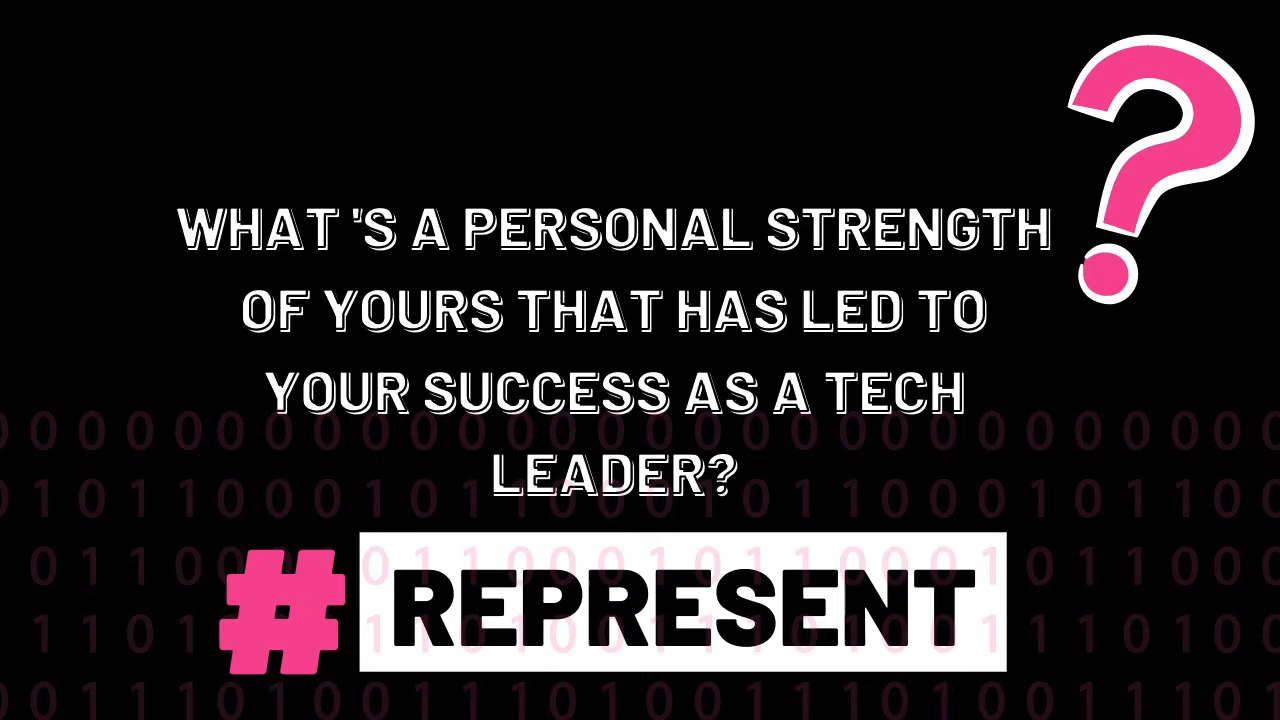 WHAT 'S A PERSONAL STRENGTH
OF YOURS THAT HAS LED TO
YOUR SUCCESS AS A TECH
LEADER?
#REPRESENT
?